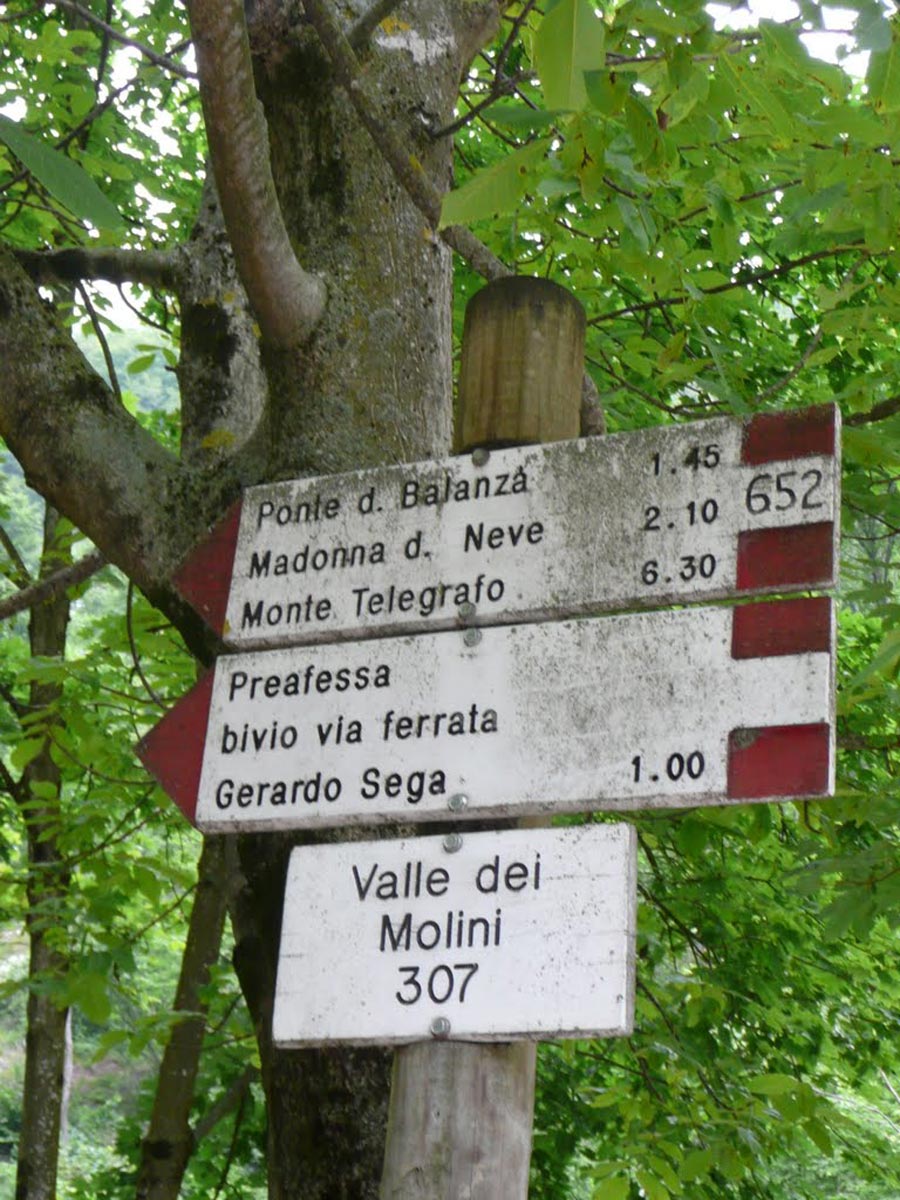 Ponte d. Balanzà 1.45
Madonna d. Neve 2.10 652
Monte Telegrafo 6.30
Preafessa
bivio via ferrata
Gerardo Sega 1.00
Valle dei
Molini
307